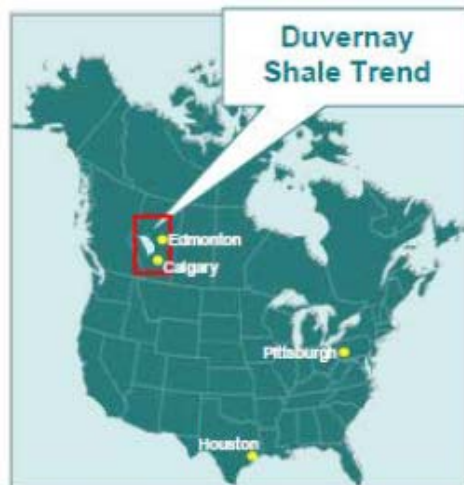 Duvernay
Shale Trend
Edmonton
Calgary
Pittsburgh
Houston